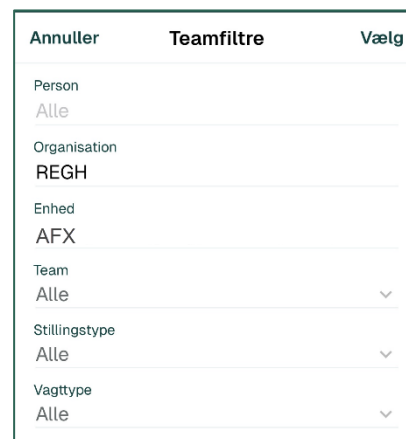 Annuller Teamfiltre Vælg
Person
Alle
Organisation
REGH
Enhed
AFX
Team
Alle
Stillingstype
Alle
Vagttype
Alle